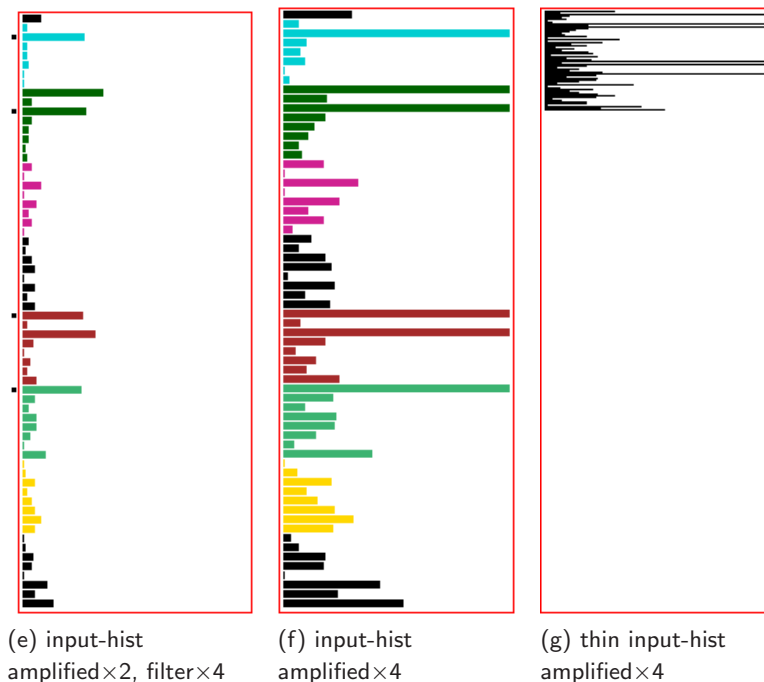 (e) input-hist
amplified×2, filter×4
(f) input-hist
amplified×4
(g) thin input-hist
amplified×4